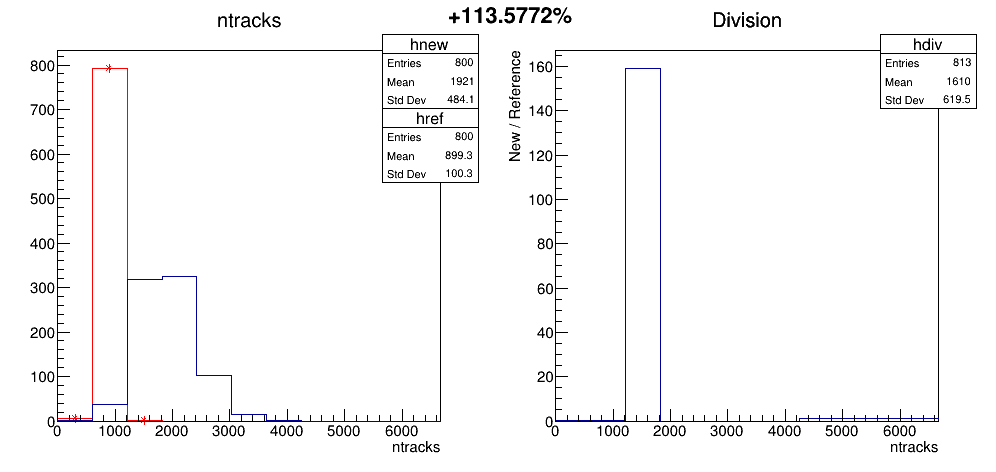 +113.5772%
ntracks
hnew
Entries 800
Mean 1921
Std Dev 484.1
href
Entries 800
Mean 899.3
Std Dev 100.3
800
700
600
500
400
300
200
100
0
0 1000 2000 3000 4000 5000 6000
ntracks
Division
hdiv
Entries 813
Mean 1610
Std Dev 619.5
New / Reference
160
140
120
100
80
60
40
20
0
0 1000 2000 3000 4000 5000 6000
ntracks